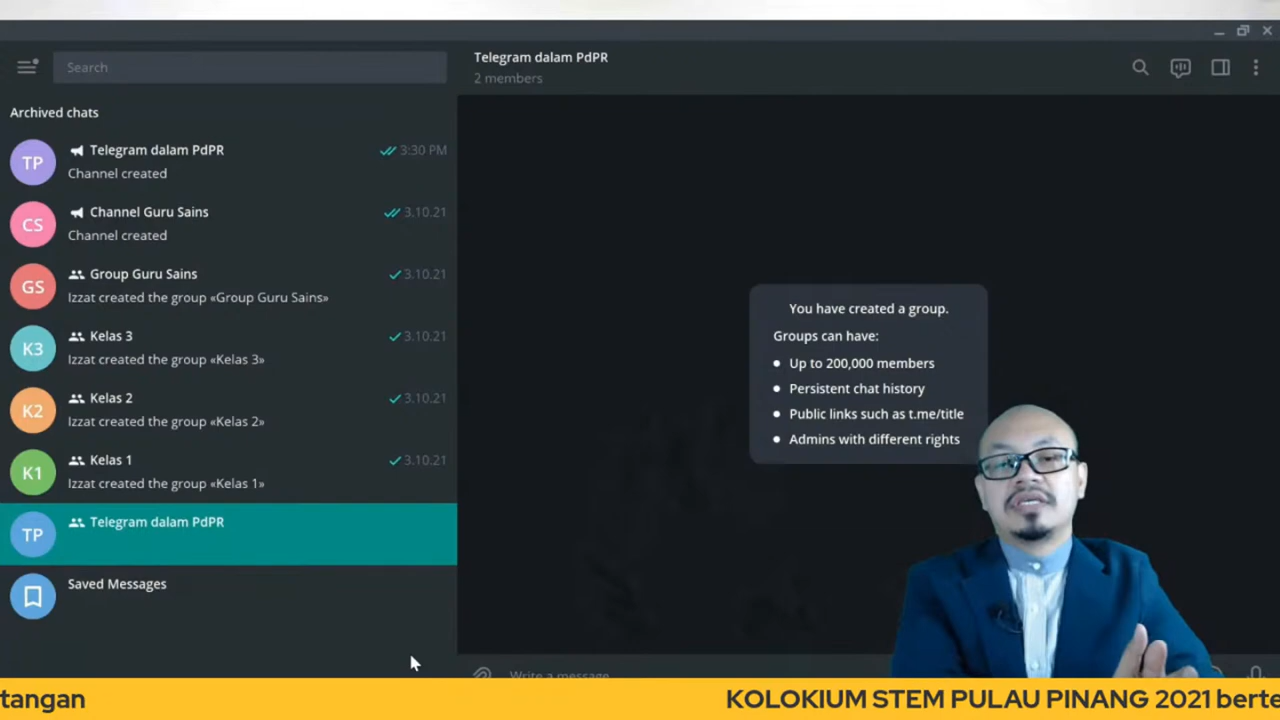 Search
Archived chats
TP
Telegram dalam PdPR
3:30 PM
Channel created
CS
Channel Guru Sains
3.10.21
Channel created
GS
Group Guru Sains
3.10.21
Izzat created the group «Group Guru Sains»
K3
Kelas 3
3.10.21
Izzat created the group «Kelas 3»
K2
Kelas 2
3.10.21
Izzat created the group «Kelas 2»
K1
Kelas 1
3.10.21
Izzat created the group «Kelas 1»
TP
Telegram dalam PdPR
Saved Messages
Telegram dalam PdPR
2 members
You have created a group.
Groups can have:
Up to 200,000 members
Persistent chat history
Public links such as t.me/title
Admins with different rights
Write a message
tangan
KOLOKIUM STEM PULAU PINANG 2021 berte